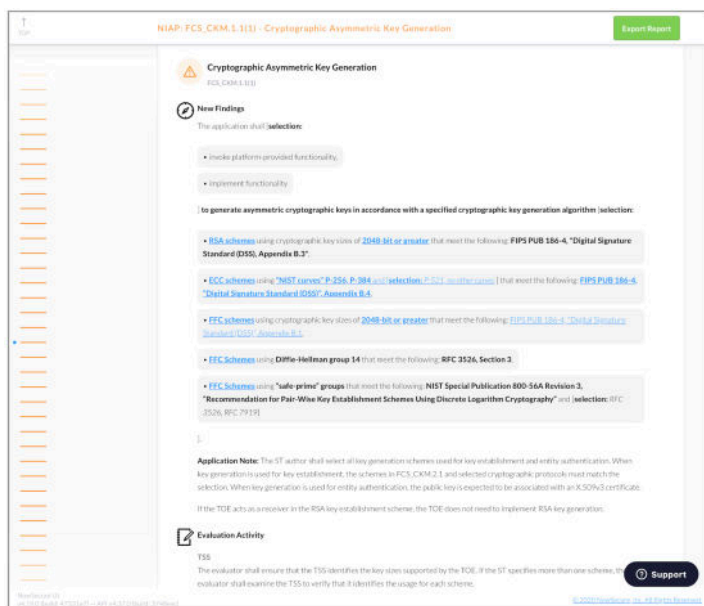 ↑
TOP
NIAP: FCS_CKM.1.1(1) - Cryptographic Asymmetric Key Generation
Export Report
Cryptographic Asymmetric Key Generation
FCS_CKM.1.1(1)
New Findings
The application shall [selection:
• invoke platform-provided functionality,
• implement functionality
] to generate asymmetric cryptographic keys in accordance with a specified cryptographic key generation algorithm [selection:
• RSA schemes using cryptographic key sizes of 2048-bit or greater that meet the following: FIPS PUB 186-4, "Digital Signature
Standard (DSS), Appendix B.3",
• ECC schemes using "NIST curves" P-256, P-384 and [selection: P-521, no other curves ] that meet the following: FIPS PUB 186-4,
"Digital Signature Standard (DSS)", Appendix B.4,
• FFC schemes using cryptographic key sizes of 2048-bit or greater that meet the following: FIPS PUB 186-4, "Digital Signature
Standard (DSS)", Appendix B.1,
• FFC Schemes using Diffie-Hellman group 14 that meet the following: RFC 3526, Section 3,
• FFC Schemes using "safe-prime" groups that meet the following: NIST Special Publication 800-56A Revision 3,
"Recommendation for Pair-Wise Key Establishment Schemes Using Discrete Logarithm Cryptography" and [selection: RFC
3526, RFC 7919]
].
Application Note: The ST author shall select all key generation schemes used for key establishment and entity authentication. When
key generation is used for key establishment, the schemes in FCS_CKM.2.1 and selected cryptographic protocols must match the
selection. When key generation is used for entity authentication, the public key is expected to be associated with an X.509v3 certificate.
If the TOE acts as a receiver in the RSA key establishment scheme, the TOE does not need to implement RSA key generation.
Evaluation Activity
TSS
The evaluator shall ensure that the TSS identifies the key sizes supported by the TOE. If the ST specifies more than one scheme, the
evaluator shall examine the TSS to verify that it identifies the usage for each scheme.
Support
NowSecure
NowSecure, Inc. All Rights Reserved